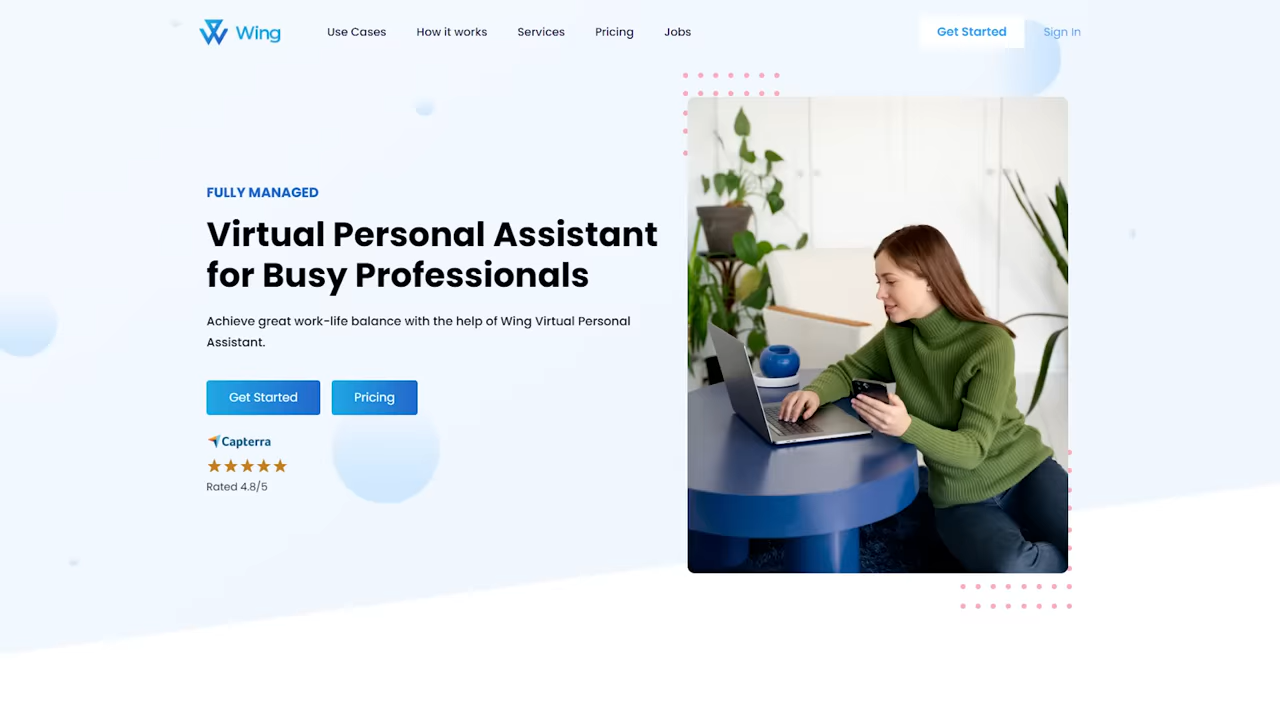 Wing
Use Cases
How it works
Services
Pricing
Jobs
Get Started
Sign In
FULLY MANAGED
Virtual Personal Assistant
for Busy Professionals
Achieve great work-life balance with the help of Wing Virtual Personal
Assistant.
Get Started
Pricing
Capterra
Rated 4.8/5